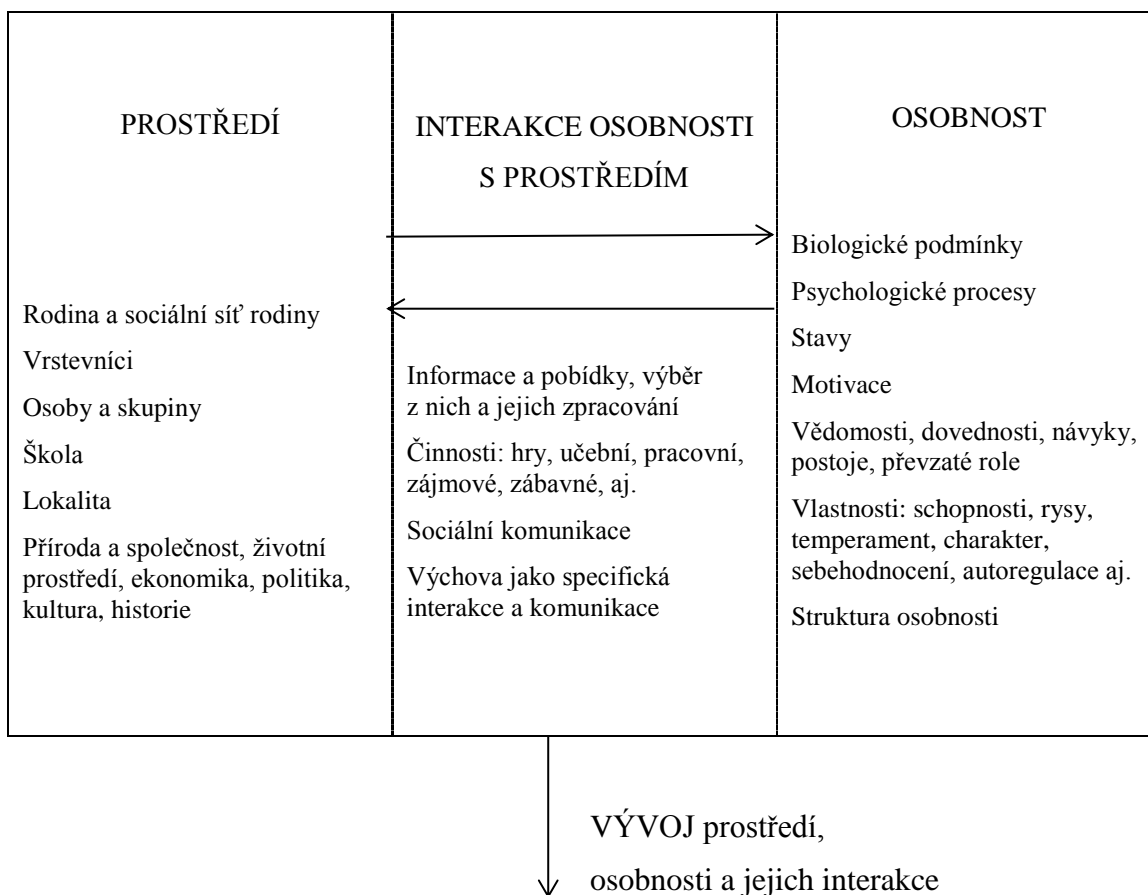 PROSTŘEDÍ
Rodina a sociální síť rodiny
Vrstevníci
Osoby a skupiny
Škola
Lokalita
Příroda a společnost, životní
prostředí, ekonomika, politika,
kultura, historie
INTERAKCE OSOBNOSTI
S PROSTŘEDÍM
Informace a pobídky, výběr
z nich a jejich zpracování
Činnosti: hry, učební, pracovní,
zájmové, zábavné, aj.
Sociální komunikace
Výchova jako specifická
interakce a komunikace
OSOBNOST
Biologické podmínky
Psychologické procesy
Stavy
Motivace
Vědomosti, dovednosti, návyky,
postoje, převzaté role
Vlastnosti: schopnosti, rysy,
temperament, charakter,
sebehodnocení, autoregulace aj.
Struktura osobnosti
VÝVOJ prostředí,
osobnosti a jejich interakce